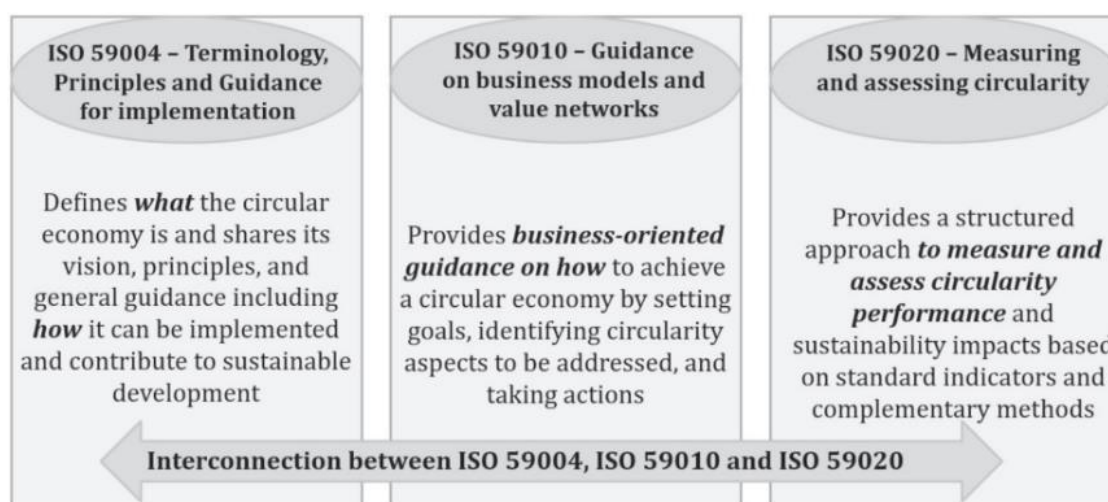 ISO 59004 – Terminology,
Principles and Guidance
for implementation
Defines what the circular
economy is and shares its
vision, principles, and
general guidance including
how it can be implemented
and contribute to sustainable
development
ISO 59010 – Guidance
on business models and
value networks
Provides business-oriented
guidance on how to achieve
a circular economy by setting
goals, identifying circularity
aspects to be addressed, and
taking actions
ISO 59020 – Measuring
and assessing circularity
Provides a structured
approach to measure and
assess circularity
performance and
sustainability impacts based
on standard indicators and
complementary methods
Interconnection between ISO 59004, ISO 59010 and ISO 59020